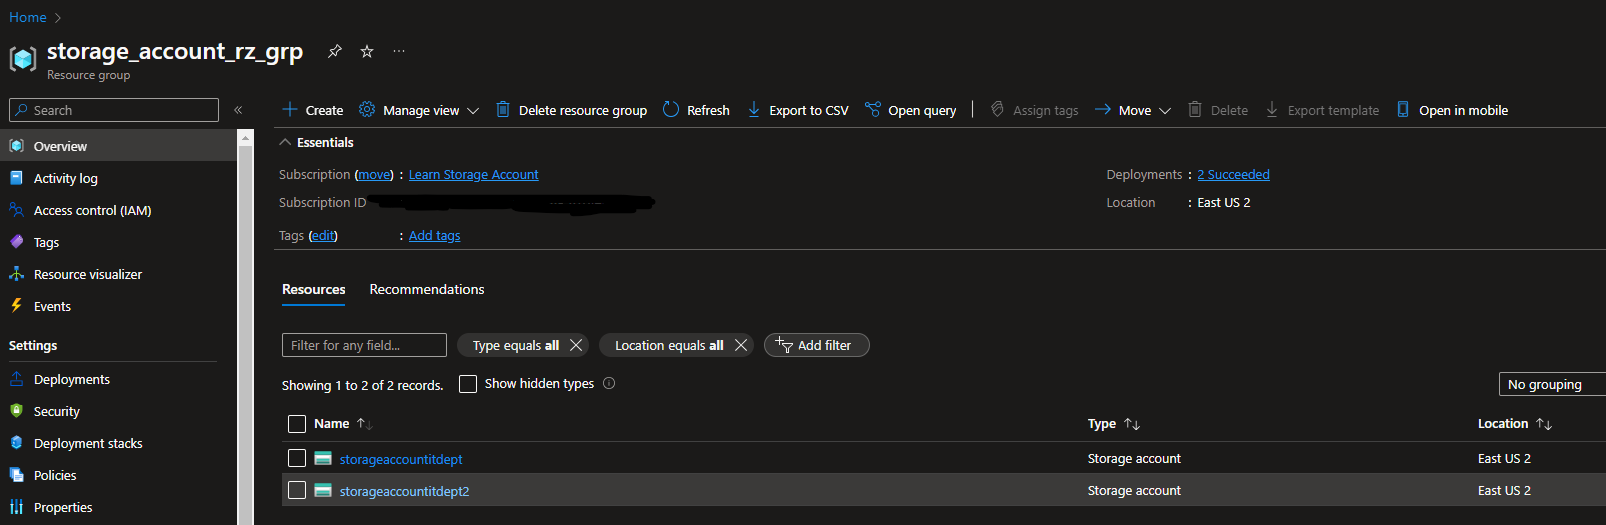 Home >
storage_account_rz_grp
Resource group
Search
Create Manage view Delete resource group Refresh Export to CSV Open query Assign tags Move Delete Export template Open in mobile
Overview
Activity log
Access control (IAM)
Tags
Resource visualizer
Events
Settings
Deployments
Security
Deployment stacks
Policies
Properties
Essentials
Subscription (move) : Learn Storage Account
Deployments : 2 Succeeded
Subscription ID
Location : East US 2
Tags (edit) : Add tags
Resources Recommendations
Filter for any field... Type equals all Location equals all Add filter
Showing 1 to 2 of 2 records. Show hidden types
No grouping
Name Type Location
storageaccountitdept Storage account East US 2
storageaccountitdept2 Storage account East US 2